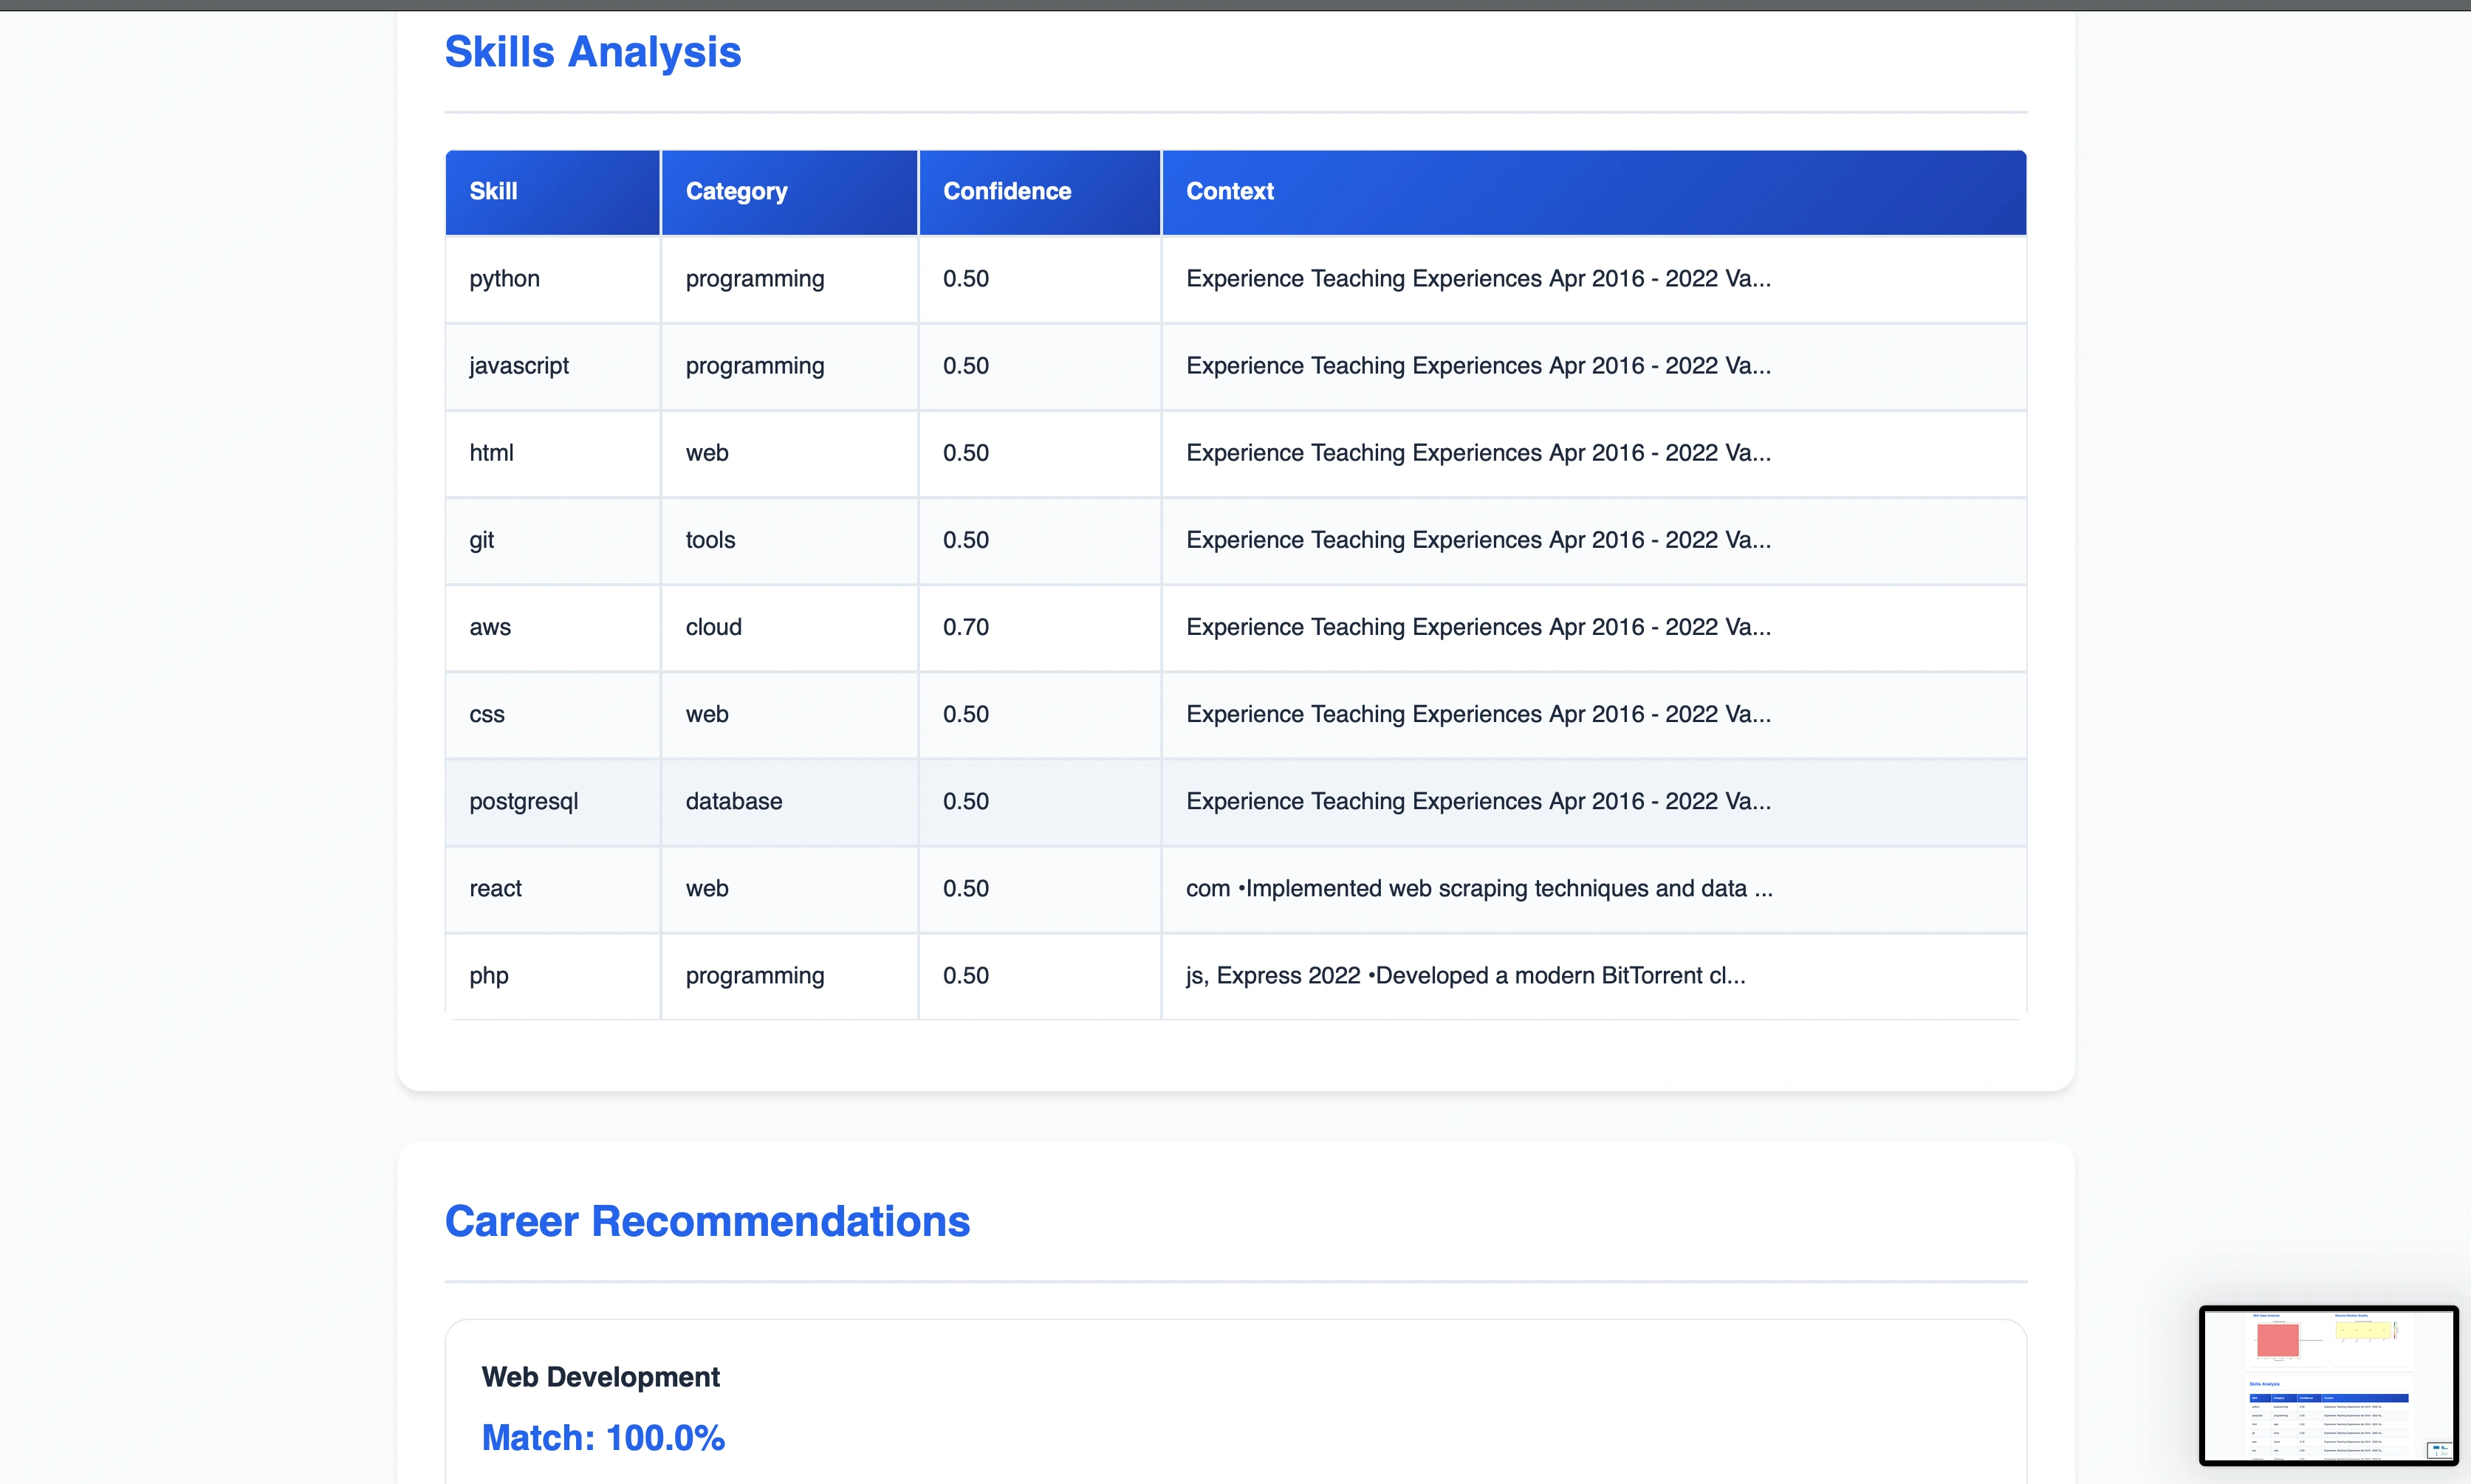 Skills Analysis
Skill Category Confidence Context
python programming 0.50 Experience Teaching Experiences Apr 2016 - 2022 Va...
javascript programming 0.50 Experience Teaching Experiences Apr 2016 - 2022 Va...
html web 0.50 Experience Teaching Experiences Apr 2016 - 2022 Va...
git tools 0.50 Experience Teaching Experiences Apr 2016 - 2022 Va...
aws cloud 0.70 Experience Teaching Experiences Apr 2016 - 2022 Va...
css web 0.50 Experience Teaching Experiences Apr 2016 - 2022 Va...
postgresql database 0.50 Experience Teaching Experiences Apr 2016 - 2022 Va...
react web 0.50 com •Implemented web scraping techniques and data ...
php programming 0.50 js, Express 2022 •Developed a modern BitTorrent cl...
Career Recommendations
Web Development
Match: 100.0%
Skills Analysis